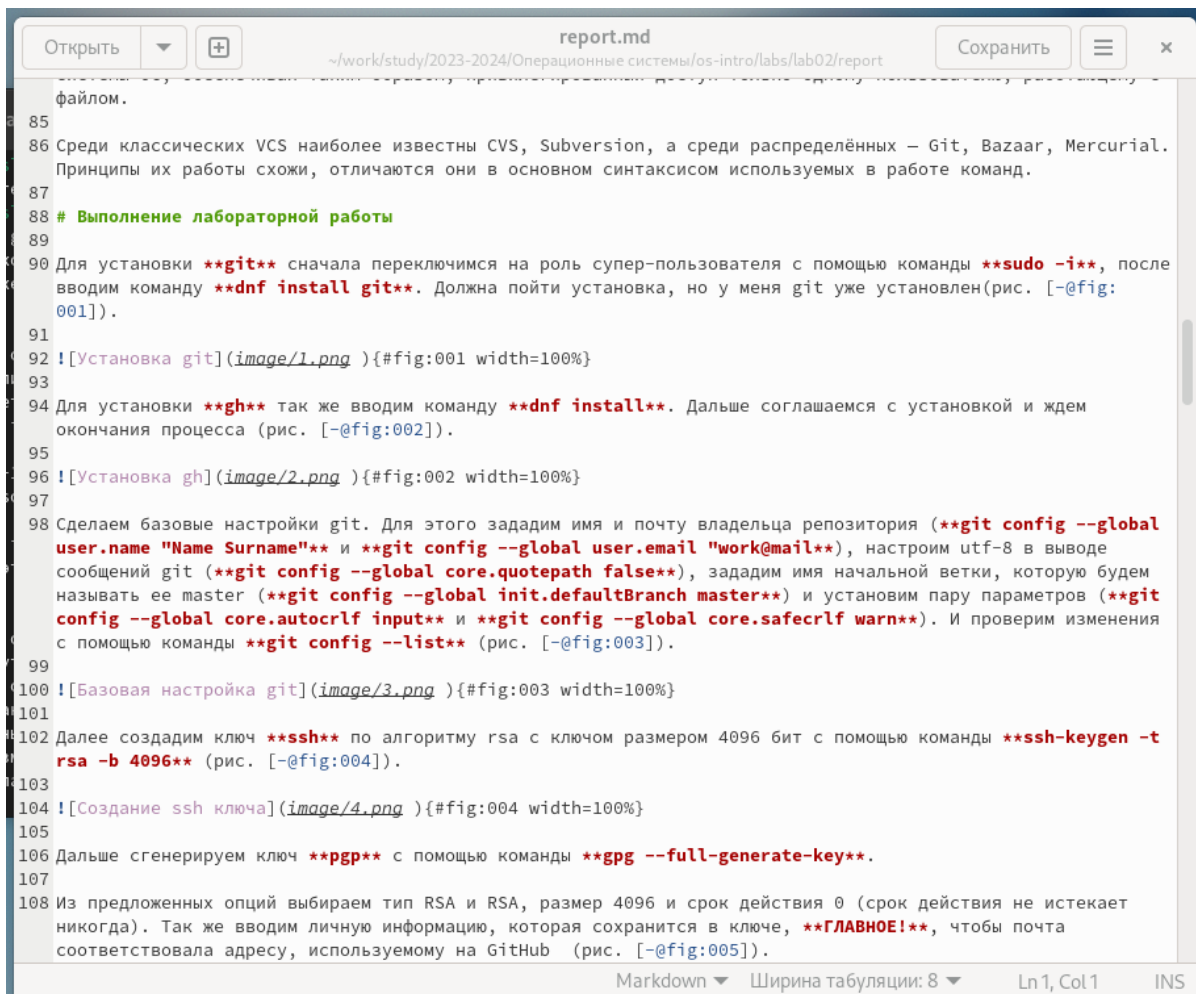 Открыть
report.md
~/work/study/2023-2024/Операционные системы/os-intro/labs/lab02/report
Сохранить
файлом.
85
86 Среди классических VCS наиболее известны CVS, Subversion, а среди распределённых — Git, Bazaar, Mercurial.
Принципы их работы схожи, отличаются они в основном синтаксисом используемых в работе команд.
87
88 # Выполнение лабораторной работы
89
90 Для установки **git** сначала переключимся на роль супер-пользователя с помощью команды **sudo -i**, после
вводим команду **dnf install git**. Должна пойти установка, но у меня git уже установлен(рис. [-@fig:
001]).
91
92 ![Установка git](image/1.png ){#fig:001 width=100%}
93
94 Для установки **gh** так же вводим команду **dnf install**. Дальше соглашаемся с установкой и ждем
окончания процесса (рис. [-@fig:002]).
95
96 ![Установка gh](image/2.png ){#fig:002 width=100%}
97
98 Сделаем базовые настройки git. Для этого зададим имя и почту владельца репозитория (**git config --global
user.name "Name Surname"** и **git config --global user.email "work@mail**), настроим utf-8 в выводе
сообщений git (**git config --global core.quotepath false**), зададим имя начальной ветки, которую будем
называть ее master (**git config --global init.defaultBranch master**) и установим пару параметров (**git
config --global core.autocrlf input** и **git config --global core.safecrlf warn**). И проверим изменения
с помощью команды **git config --list** (рис. [-@fig:003]).
99
100 ![Базовая настройка git](image/3.png ){#fig:003 width=100%}
101
102 Далее создадим ключ **ssh** по алгоритму rsa с ключом размером 4096 бит с помощью команды **ssh-keygen -t
rsa -b 4096** (рис. [-@fig:004]).
103
104 ![Создание ssh ключа](image/4.png ){#fig:004 width=100%}
105
106 Дальше сгенерируем ключ **pgp** с помощью команды **gpg --full-generate-key**.
107
108 Из предложенных опций выбираем тип RSA и RSA, размер 4096 и срок действия 0 (срок действия не истекает
никогда). Так же вводим личную информацию, которая сохранится в ключе, **ГЛАВНОЕ!**, чтобы почта
соответствовала адресу, используемому на GitHub  (рис. [-@fig:005]).
Markdown
Ширина табуляции: 8
Ln 1, Col 1
INS